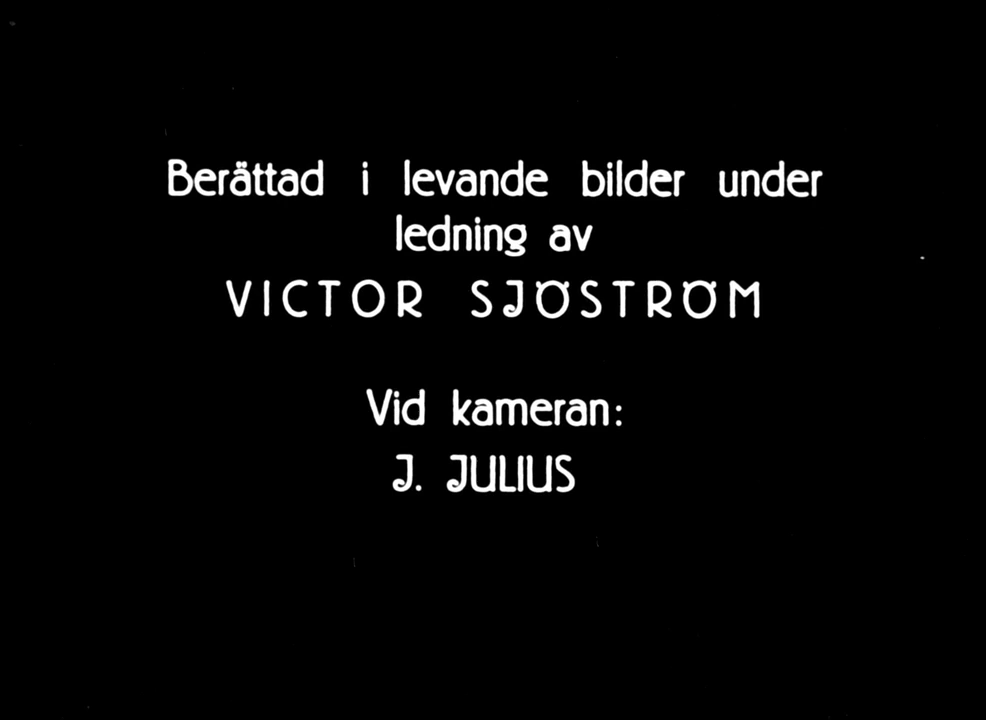 Berättad i levande bilder under
ledning av
VICTOR SJÖSTRÖM
Vid kameran:
J. JULIUS